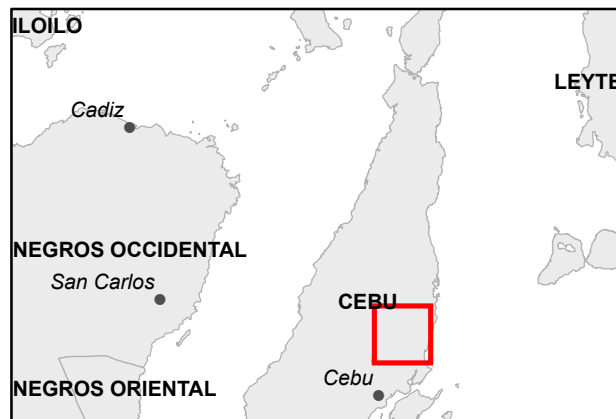 ILOILO
LEYTE
Cadiz
NEGROS OCCIDENTAL
San Carlos
CEBU
Cebu
NEGROS ORIENTAL